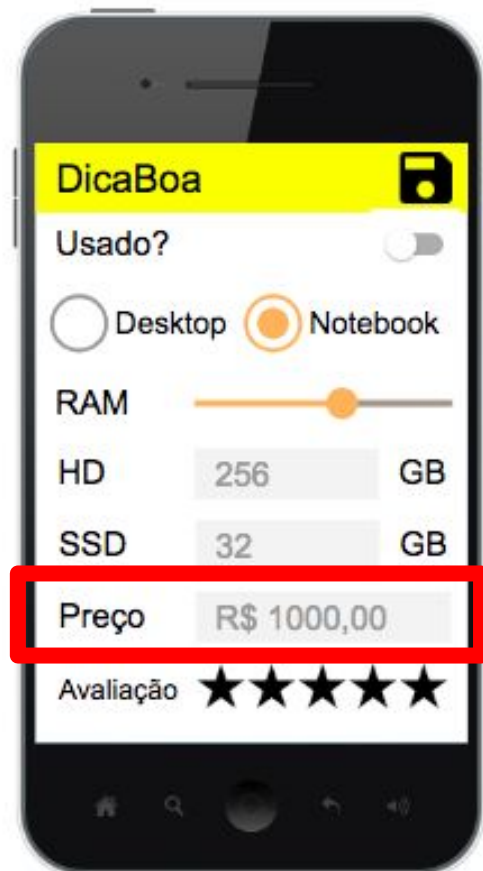 DicaBoa
Usado?
Desktop Notebook
RAM
HD 256 GB
SSD 32 GB
Preço R$ 1000,00
Avaliação